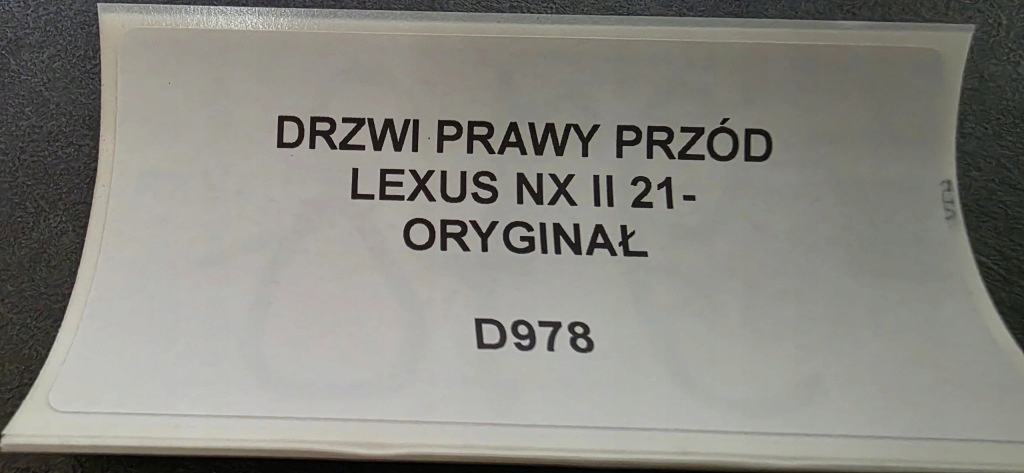 DRZWI PRAWY PRZÓD
LEXUS NX II 21-
ORYGINAŁ
D978